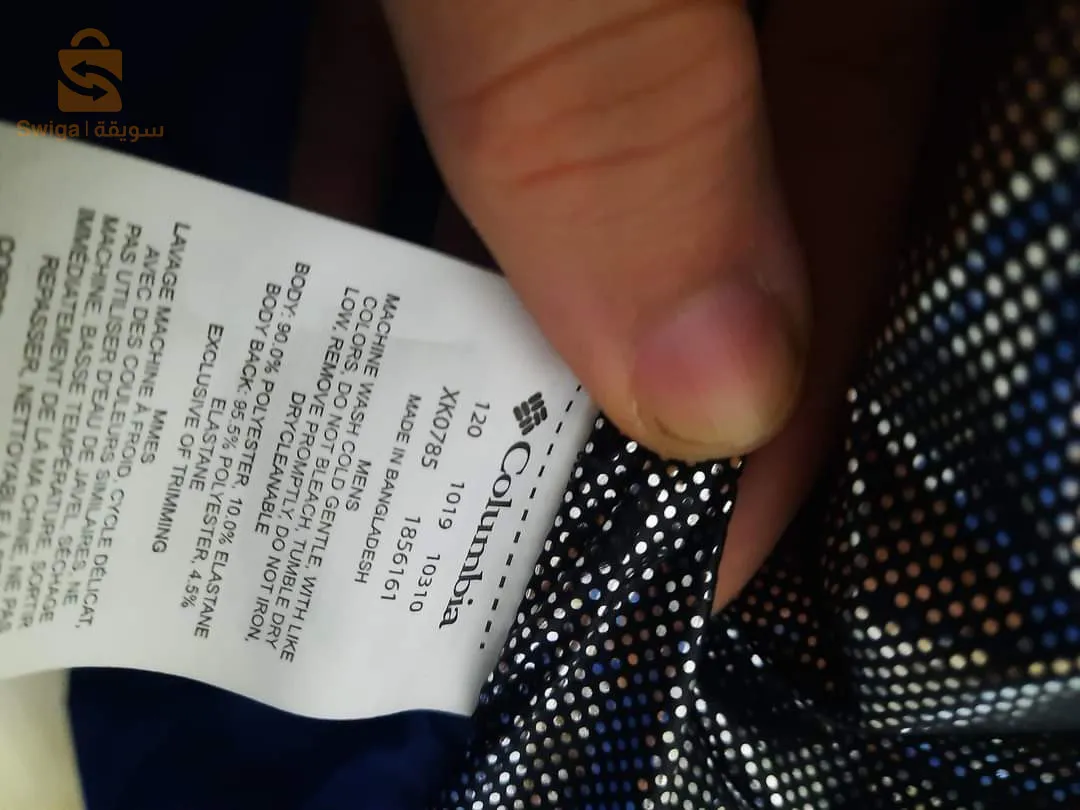 Swiga | سويقة
Columbia
120
XK0785 1019 10310
1856161
MADE IN BANGLADESH
MENS
MACHINE WASH COLD GENTLE, WITH LIKE
COLORS, DO NOT BLEACH, TUMBLE DRY
LOW, REMOVE PROMPTLY, DO NOT IRON,
DRYCLEANABLE
BODY: 90.0% POLYESTER, 10.0% ELASTANE
BODY BACK: 95.5% POLYESTER, 4.5%
ELASTANE
EXCLUSIVE OF TRIMMING
MMES
LAVAGE MACHINE À FROID, CYCLE DÉLICAT,
AVEC DES COULEURS SIMILAIRES, NE
PAS UTILISER D'EAU DE JAVEL, SÉCHAGE
MACHINE, BASSE TEMPÉRATURE, SORTIR
IMMÉDIATEMENT DE LA MACHINE, NE PAS
REPASSER, NETTOYABLE À